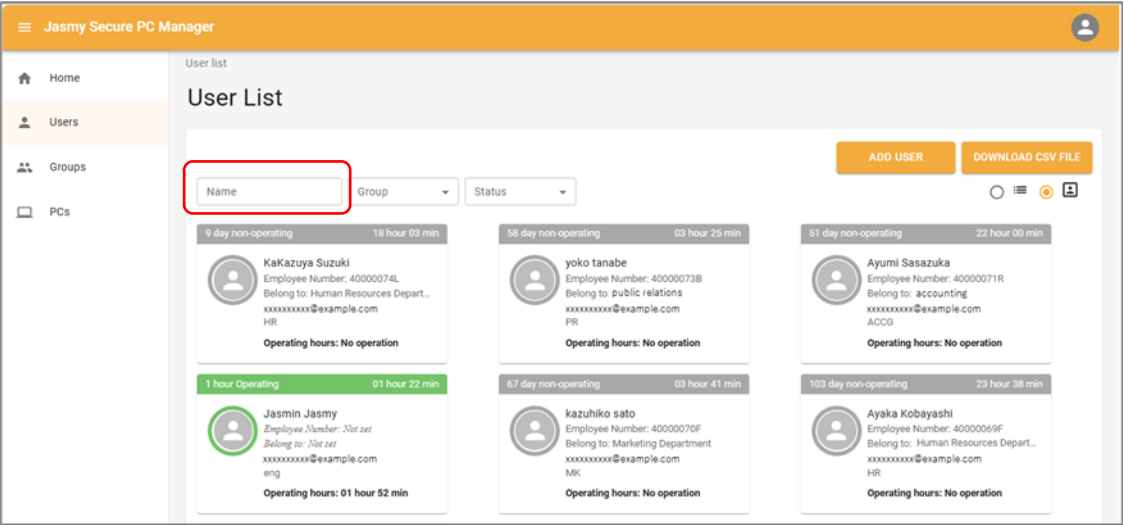 Jasmy Secure PC Manager
Home
Users
Groups
PCs
User list
User List
ADD USER
DOWNLOAD CSV FILE
Name
Group
Status
9 day non-operating 18 hour 03 min
KaKazuya Suzuki
Employee Number: 40000074L
Belong to: Human Resources Depart...
xxxxxxxxxx@example.com
HR
Operating hours: No operation
58 day non-operating 03 hour 25 min
yoko tanabe
Employee Number: 40000073B
Belong to: public relations
xxxxxxxxxx@example.com
PR
Operating hours: No operation
51 day non-operating 22 hour 00 min
Ayumi Sasazuka
Employee Number: 40000071R
Belong to: accounting
xxxxxxxxxx@example.com
ACCG
Operating hours: No operation
1 hour Operating 01 hour 22 min
Jasmin Jasmy
Employee Number: Not set
Belong to: Not set
xxxxxxxxxx@example.com
eng
Operating hours: 01 hour 52 min
67 day non-operating 03 hour 41 min
kazuhiko sato
Employee Number: 40000070F
Belong to: Marketing Department
xxxxxxxxxx@example.com
MK
Operating hours: No operation
103 day non-operating 23 hour 38 min
Ayaka Kobayashi
Employee Number: 40000069F
Belong to: Human Resources Depart...
xxxxxxxxxx@example.com
HR
Operating hours: No operation